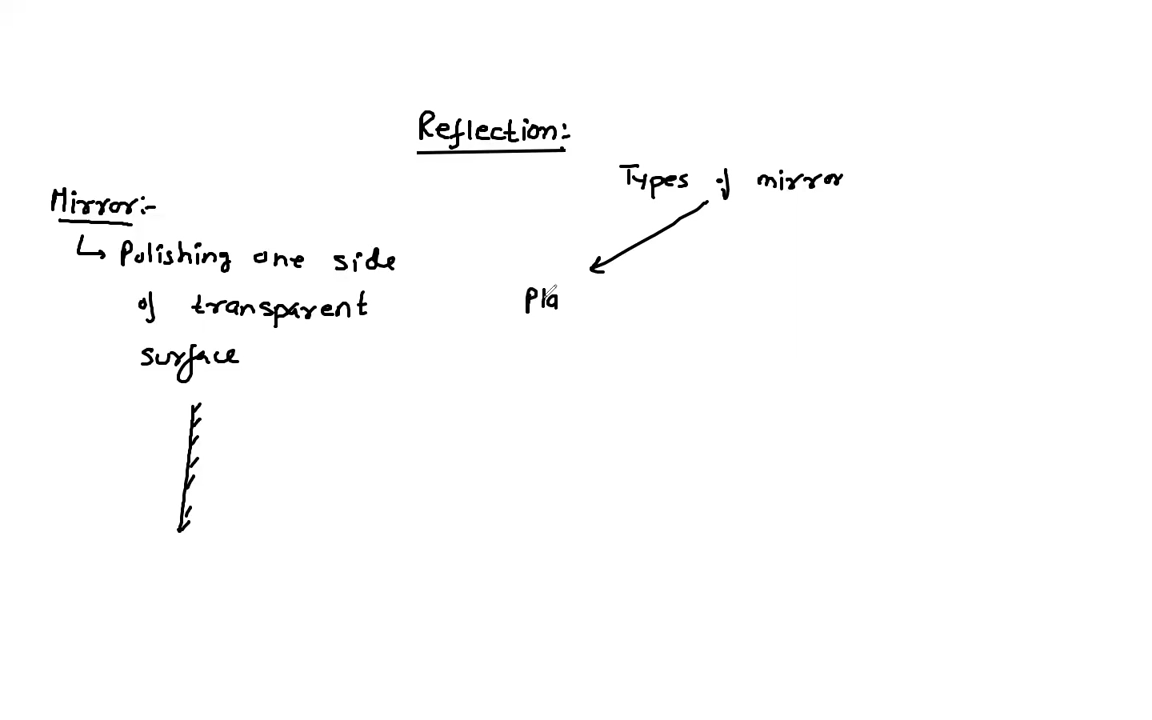 Reflection:-
Types of mirror
Mirror:-
Polishing one side
of transparent
surface
Pla